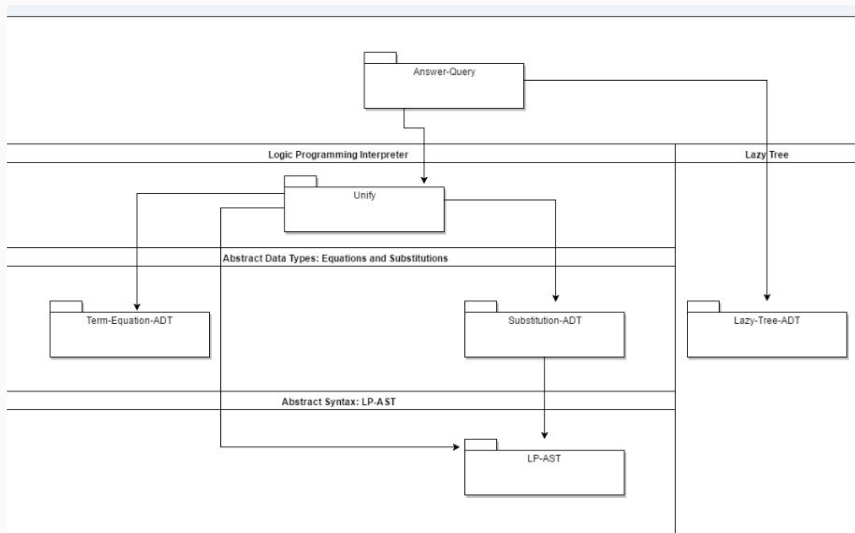 Answer-Query
Logic Programming Interpreter
Lazy Tree
Unify
Abstract Data Types: Equations and Substitutions
Term-Equation-ADT
Substitution-ADT
Lazy-Tree-ADT
Abstract Syntax: LP-AST
LP-AST